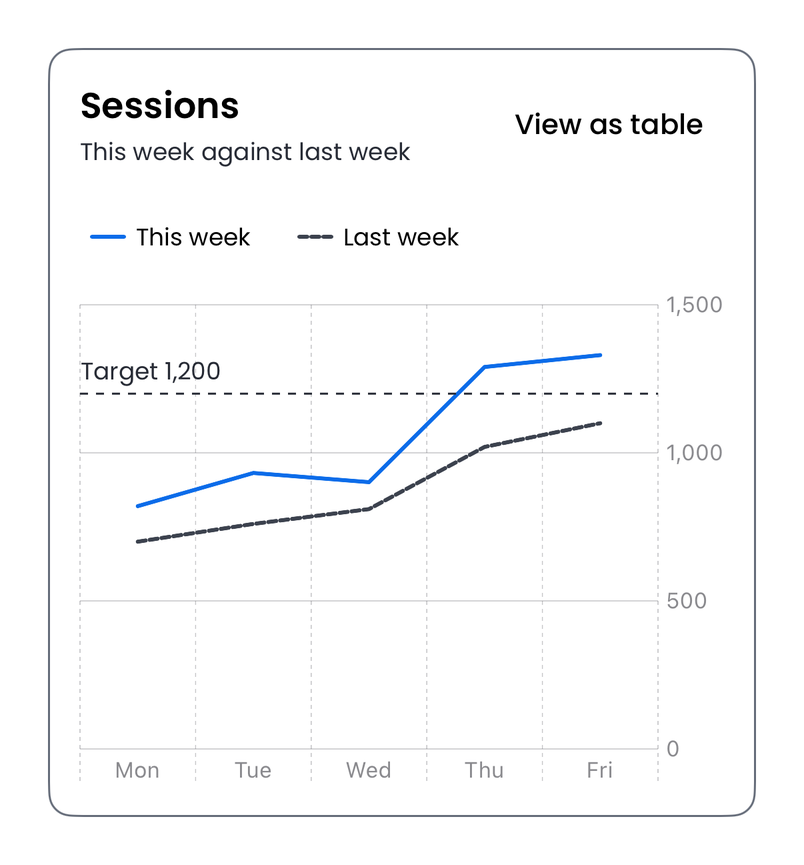 Sessions
View as table
This week against last week
This week
Last week
1,500
Target 1,200
1,000
500
0
Mon Tue Wed Thu Fri